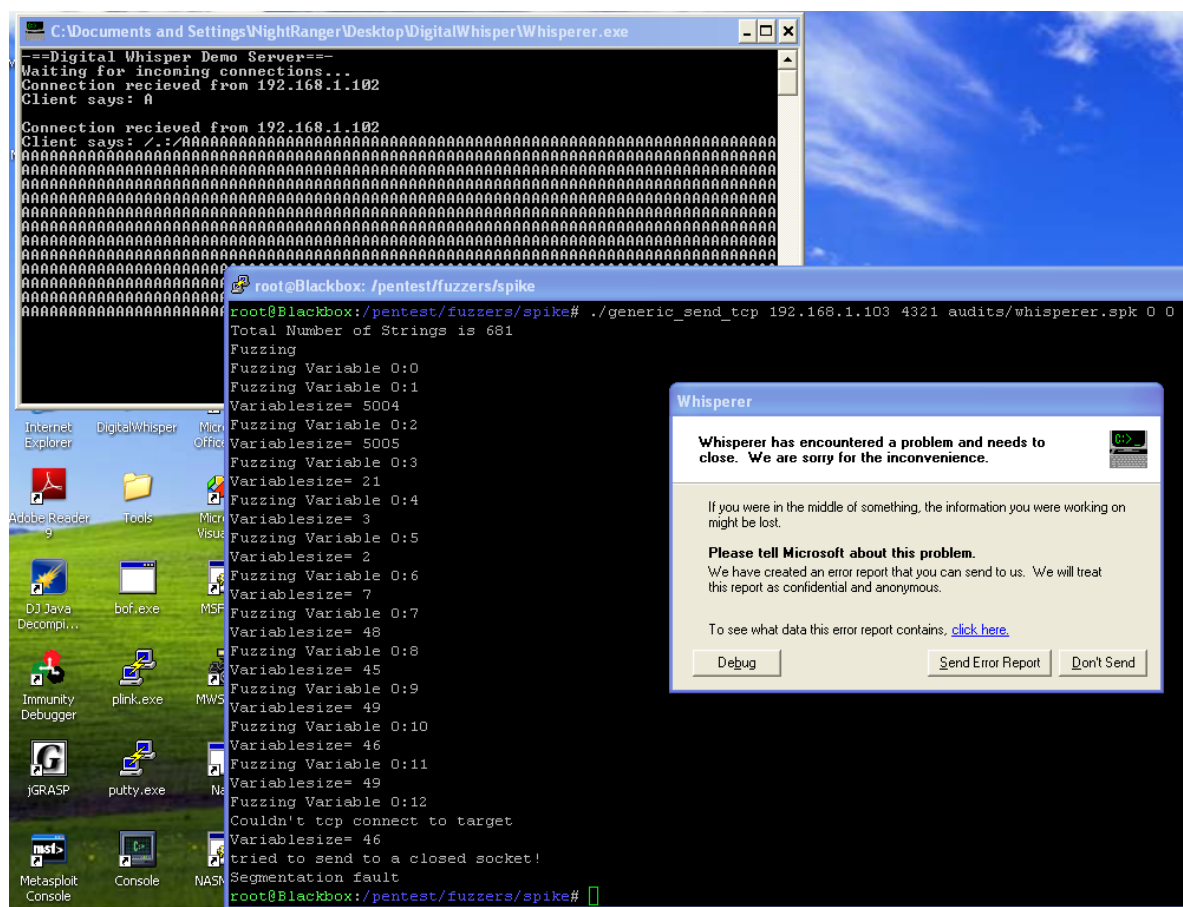 C:\Documents and Settings\NightRanger\Desktop\DigitalWhisper\Whisperer.exe
-==Digital Whisper Demo Server==-
Waiting for incoming connections...
Connection recieved from 192.168.1.102
Client says: A
Connection recieved from 192.168.1.102
Client says: /.:/
root@Blackbox: /pentest/fuzzers/spike
root@Blackbox:/pentest/fuzzers/spike# ./generic_send_tcp 192.168.1.103 4321 audits/whisperer.spk 0 0
Total Number of Strings is 681
Fuzzing
Fuzzing Variable 0:0
Fuzzing Variable 0:1
Variablesize= 5004
Fuzzing Variable 0:2
Variablesize= 5005
Fuzzing Variable 0:3
Variablesize= 21
Fuzzing Variable 0:4
Variablesize= 3
Fuzzing Variable 0:5
Variablesize= 2
Fuzzing Variable 0:6
Variablesize= 7
Fuzzing Variable 0:7
Variablesize= 48
Fuzzing Variable 0:8
Variablesize= 45
Fuzzing Variable 0:9
Variablesize= 49
Fuzzing Variable 0:10
Variablesize= 46
Fuzzing Variable 0:11
Variablesize= 49
Fuzzing Variable 0:12
Couldn't tcp connect to target
Variablesize= 46
tried to send to a closed socket!
Segmentation fault
root@Blackbox:/pentest/fuzzers/spike#
Whisperer
Whisperer has encountered a problem and needs to
close. We are sorry for the inconvenience.
C:\>_
If you were in the middle of something, the information you were working on
might be lost.
Please tell Microsoft about this problem.
We have created an error report that you can send to us. We will treat
this report as confidential and anonymous.
To see what data this error report contains, click here.
Debug
Send Error Report
Don't Send
Internet
Explorer
DigitalWhisper
Micr
Office
Adobe Reader
9
Tools
Micr
Visua
DJ Java
Decompi...
bof.exe
MSF
Immunity
Debugger
plink.exe
MWS
jGRASP
putty.exe
Na
msf>
Metasploit
Console
Console
NASM